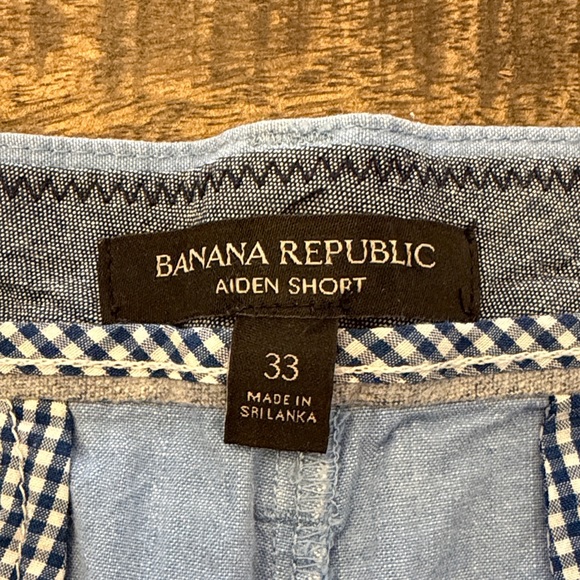 BANANA REPUBLIC
AIDEN SHORT
33
MADE IN
SRI LANKA